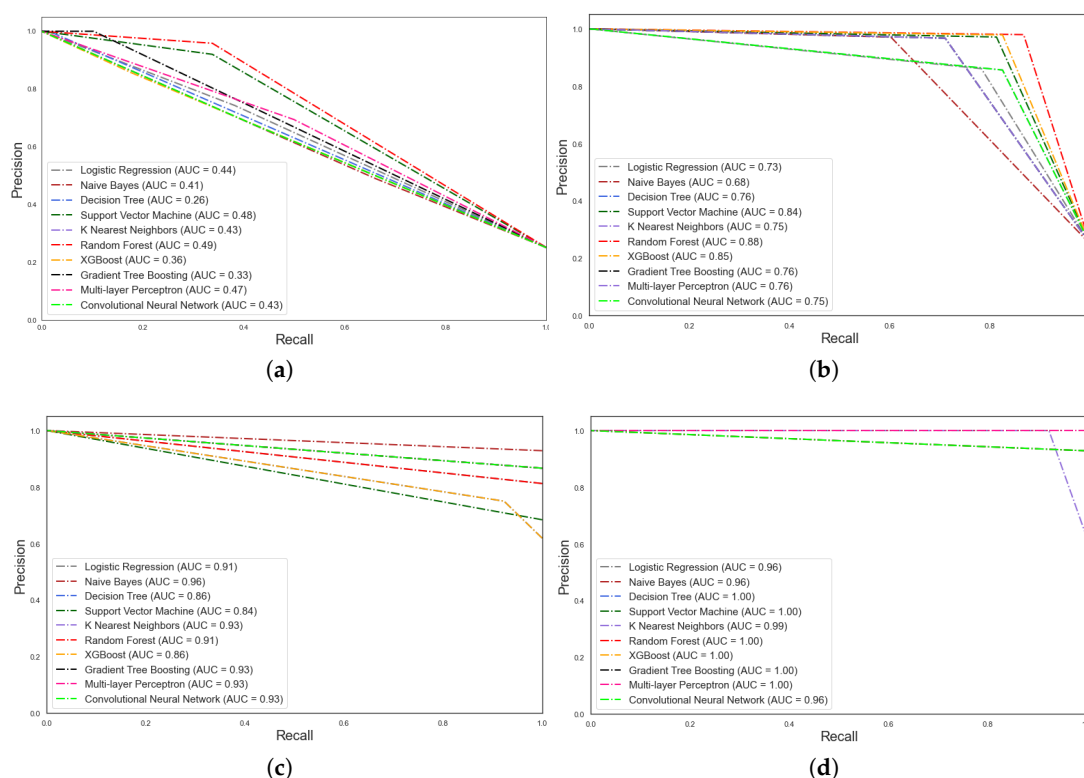 1.0
0.8
0.6
0.4
0.2
0.0
Precision
Logistic Regression (AUC = 0.44)
Naive Bayes (AUC = 0.41)
Decision Tree (AUC = 0.26)
Support Vector Machine (AUC = 0.48)
K Nearest Neighbors (AUC = 0.43)
Random Forest (AUC = 0.49)
XGBoost (AUC = 0.36)
Gradient Tree Boosting (AUC = 0.33)
Multi-layer Perceptron (AUC = 0.47)
Convolutional Neural Network (AUC = 0.43)
0.0 0.2 0.4 0.6 0.8 1.0
Recall
(a)
1.0
0.8
0.6
0.4
0.2
0.0
Precision
Logistic Regression (AUC = 0.73)
Naive Bayes (AUC = 0.68)
Decision Tree (AUC = 0.76)
Support Vector Machine (AUC = 0.84)
K Nearest Neighbors (AUC = 0.75)
Random Forest (AUC = 0.88)
XGBoost (AUC = 0.85)
Gradient Tree Boosting (AUC = 0.76)
Multi-layer Perceptron (AUC = 0.76)
Convolutional Neural Network (AUC = 0.75)
0.0 0.2 0.4 0.6 0.8
Recall
(b)
1.0
0.8
0.6
0.4
0.2
0.0
Precision
Logistic Regression (AUC = 0.91)
Naive Bayes (AUC = 0.96)
Decision Tree (AUC = 0.86)
Support Vector Machine (AUC = 0.84)
K Nearest Neighbors (AUC = 0.93)
Random Forest (AUC = 0.91)
XGBoost (AUC = 0.86)
Gradient Tree Boosting (AUC = 0.93)
Multi-layer Perceptron (AUC = 0.93)
Convolutional Neural Network (AUC = 0.93)
0.0 0.2 0.4 0.6 0.8 1.0
Recall
(c)
1.0
0.8
0.6
0.4
0.2
0.0
Precision
Logistic Regression (AUC = 0.96)
Naive Bayes (AUC = 0.96)
Decision Tree (AUC = 1.00)
Support Vector Machine (AUC = 1.00)
K Nearest Neighbors (AUC = 0.99)
Random Forest (AUC = 1.00)
XGBoost (AUC = 1.00)
Gradient Tree Boosting (AUC = 1.00)
Multi-layer Perceptron (AUC = 1.00)
Convolutional Neural Network (AUC = 0.96)
0.0 0.2 0.4 0.6 0.8
Recall
(d)